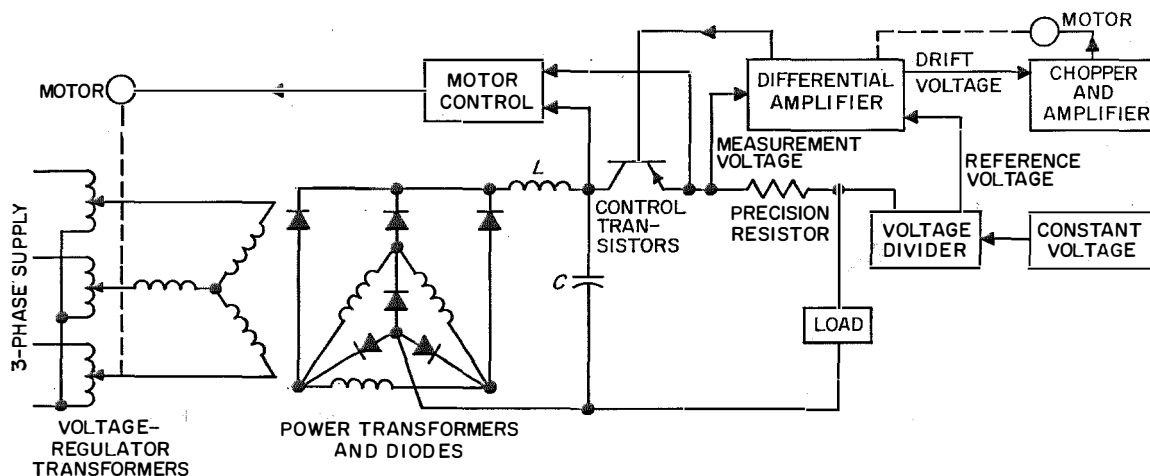 MOTOR
MOTOR
CONTROL
DIFFERENTIAL
AMPLIFIER
DRIFT
VOLTAGE
MOTOR
CHOPPER
AND
AMPLIFIER
MEASUREMENT
VOLTAGE
REFERENCE
VOLTAGE
L
CONTROL
TRAN-
SISTORS
PRECISION
RESISTOR
VOLTAGE
DIVIDER
CONSTANT
VOLTAGE
3-PHASE SUPPLY
C
LOAD
VOLTAGE-
REGULATOR
TRANSFORMERS
POWER TRANSFORMERS
AND DIODES